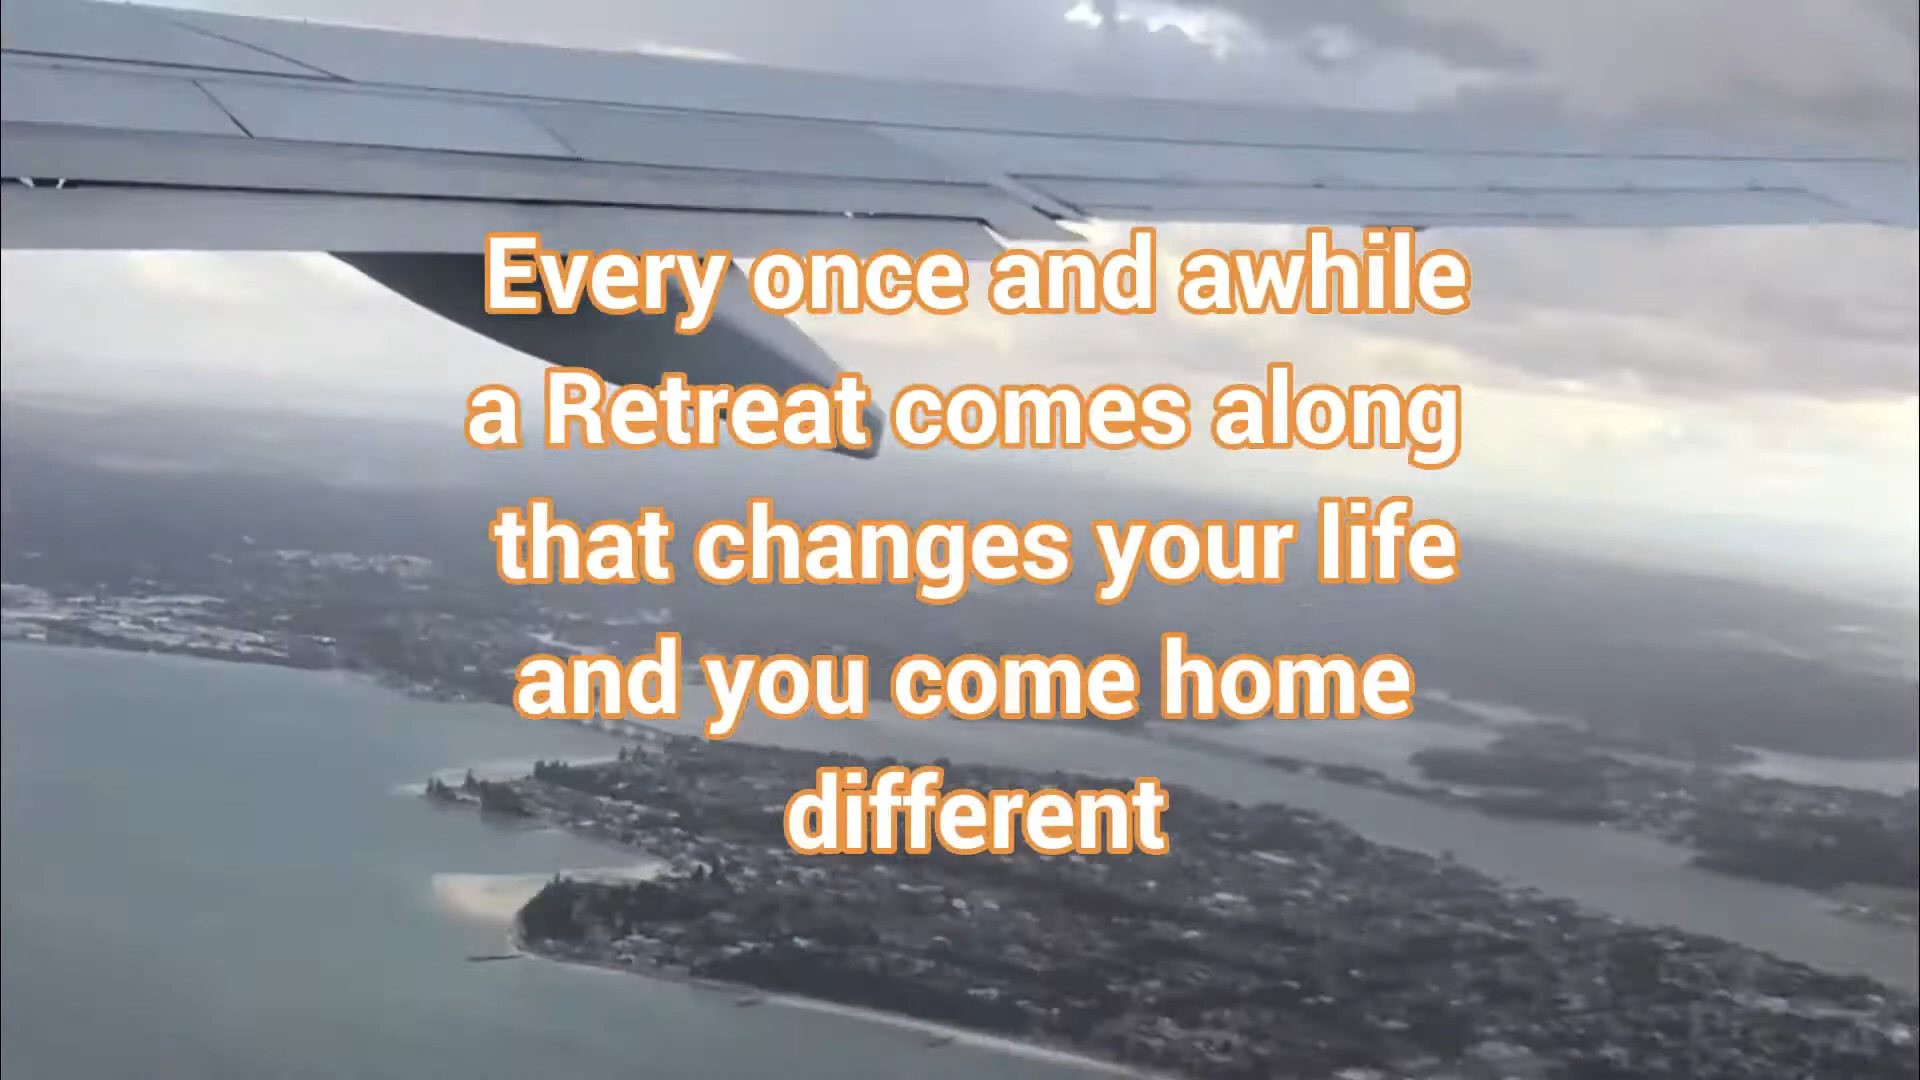 Every once and awhile
a Retreat comes along
that changes your life
and you come home
different